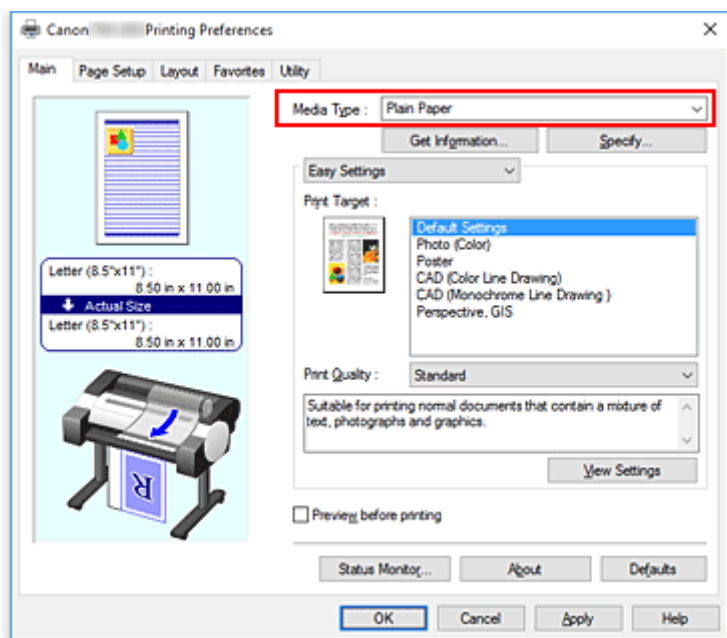 Canon Printing Preferences
Main Page Setup Layout Favorites Utility
Media Type : Plain Paper
Get Information... Specify...
Easy Settings
Print Target :
Default Settings
Photo (Color)
Poster
CAD (Color Line Drawing)
CAD (Monochrome Line Drawing )
Perspective, GIS
Letter (8.5"x11") :
8.50 in x 11.00 in
Actual Size
Letter (8.5"x11") :
8.50 in x 11.00 in
Print Quality : Standard
Suitable for printing normal documents that contain a mixture of
text, photographs and graphics.
View Settings
R
Preview before printing
Status Monitor... About Defaults
OK Cancel Apply Help